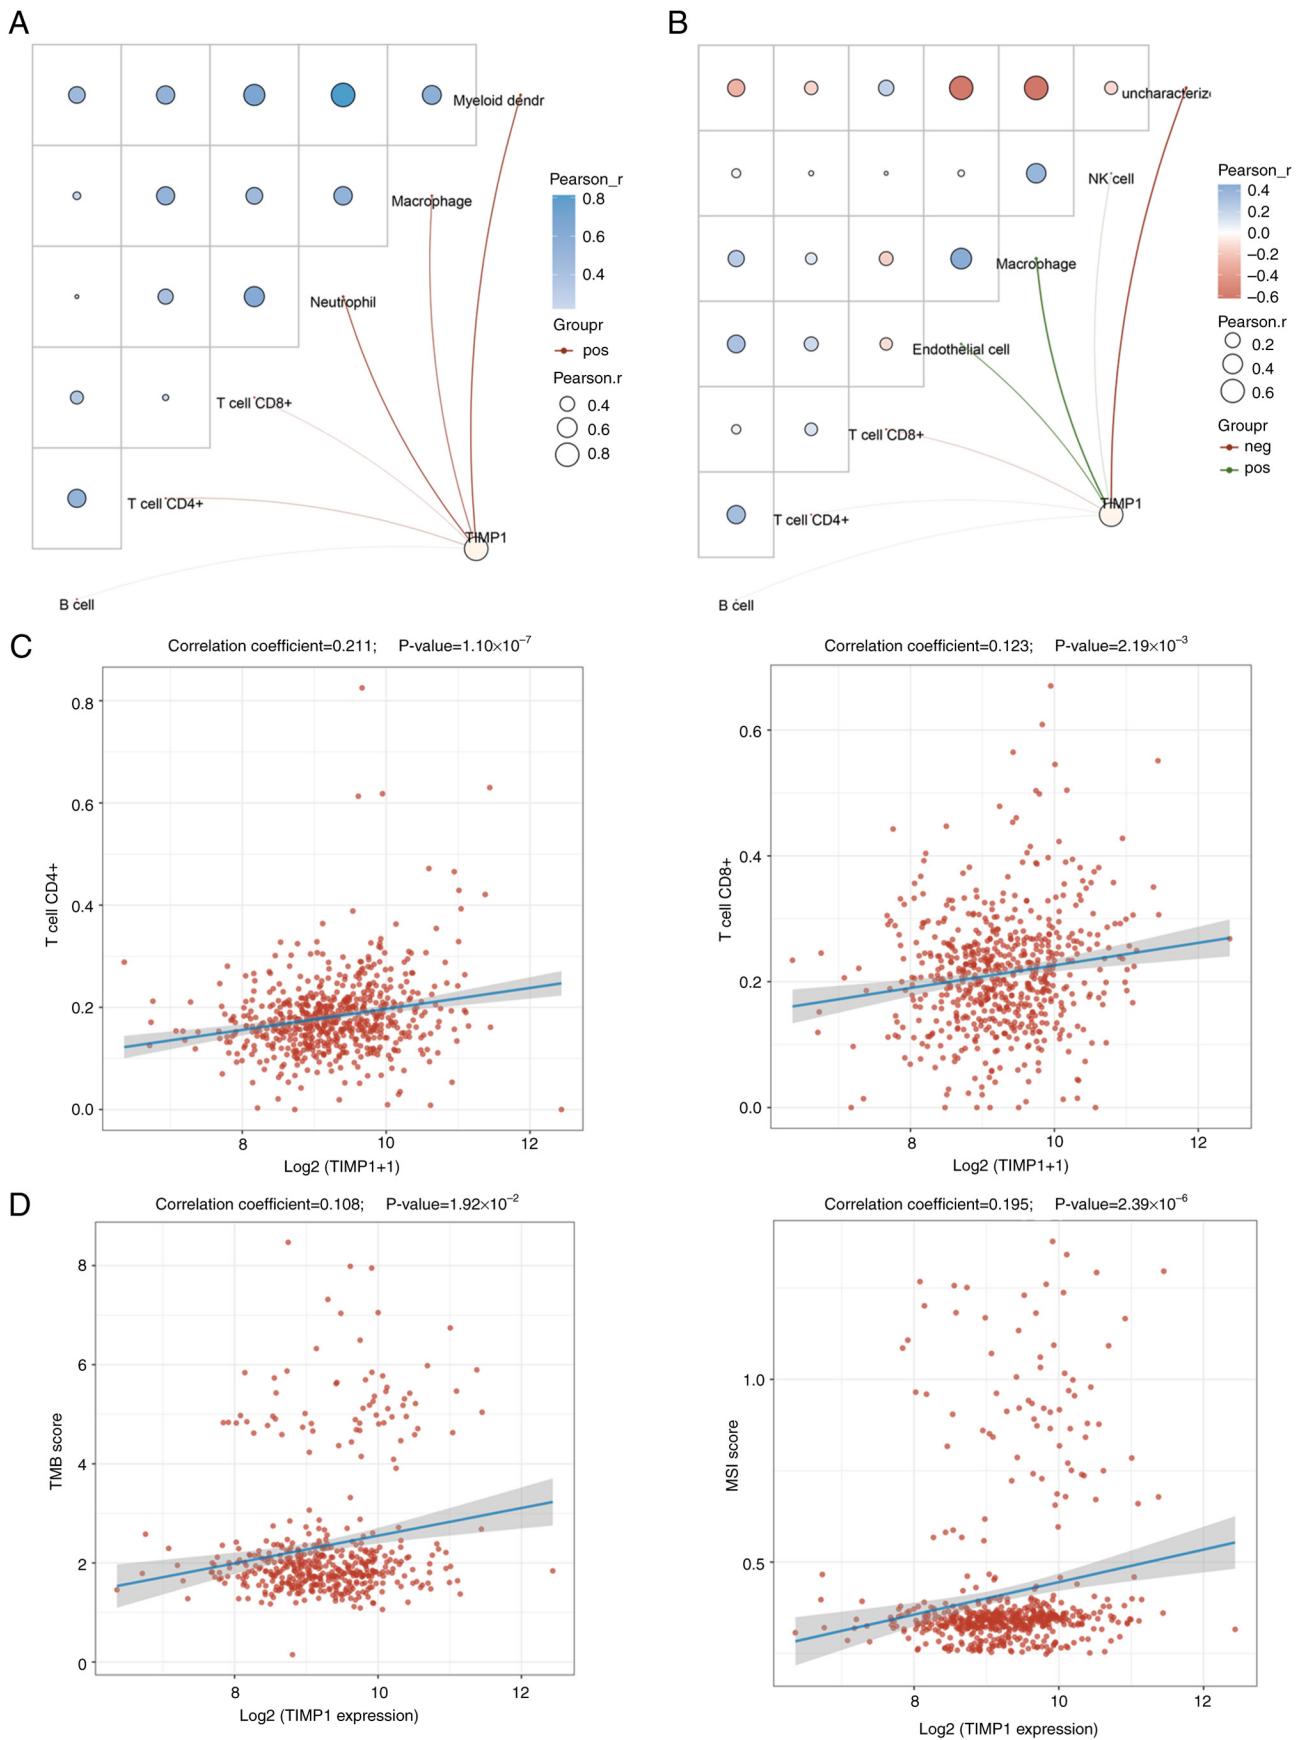 A
Myeloid dendr
Macrophage
Neutrophil
T cell CD8+
T cell CD4+
B cell
TIMP1
Pearson_r
0.8
0.6
0.4
Groupr
pos
Pearson.r
0.4
0.6
0.8
B
uncharacteriz
NK cell
Macrophage
Endothelial cell
T cell CD8+
T cell CD4+
B cell
TIMP1
Pearson_r
0.4
0.2
0.0
−0.2
−0.4
−0.6
Pearson.r
0.2
0.4
0.6
Groupr
neg
pos
C
Correlation coefficient=0.211; P-value=1.10×10⁻⁷
T cell CD4+
0.8
0.6
0.4
0.2
0.0
8 10 12
Log2 (TIMP1+1)
Correlation coefficient=0.123; P-value=2.19×10⁻³
T cell CD8+
0.6
0.4
0.2
0.0
8 10 12
Log2 (TIMP1+1)
D
Correlation coefficient=0.108; P-value=1.92×10⁻²
TMB score
8
6
4
2
0
8 10 12
Log2 (TIMP1 expression)
Correlation coefficient=0.195; P-value=2.39×10⁻⁶
MSI score
1.0
0.5
8 10 12
Log2 (TIMP1 expression)